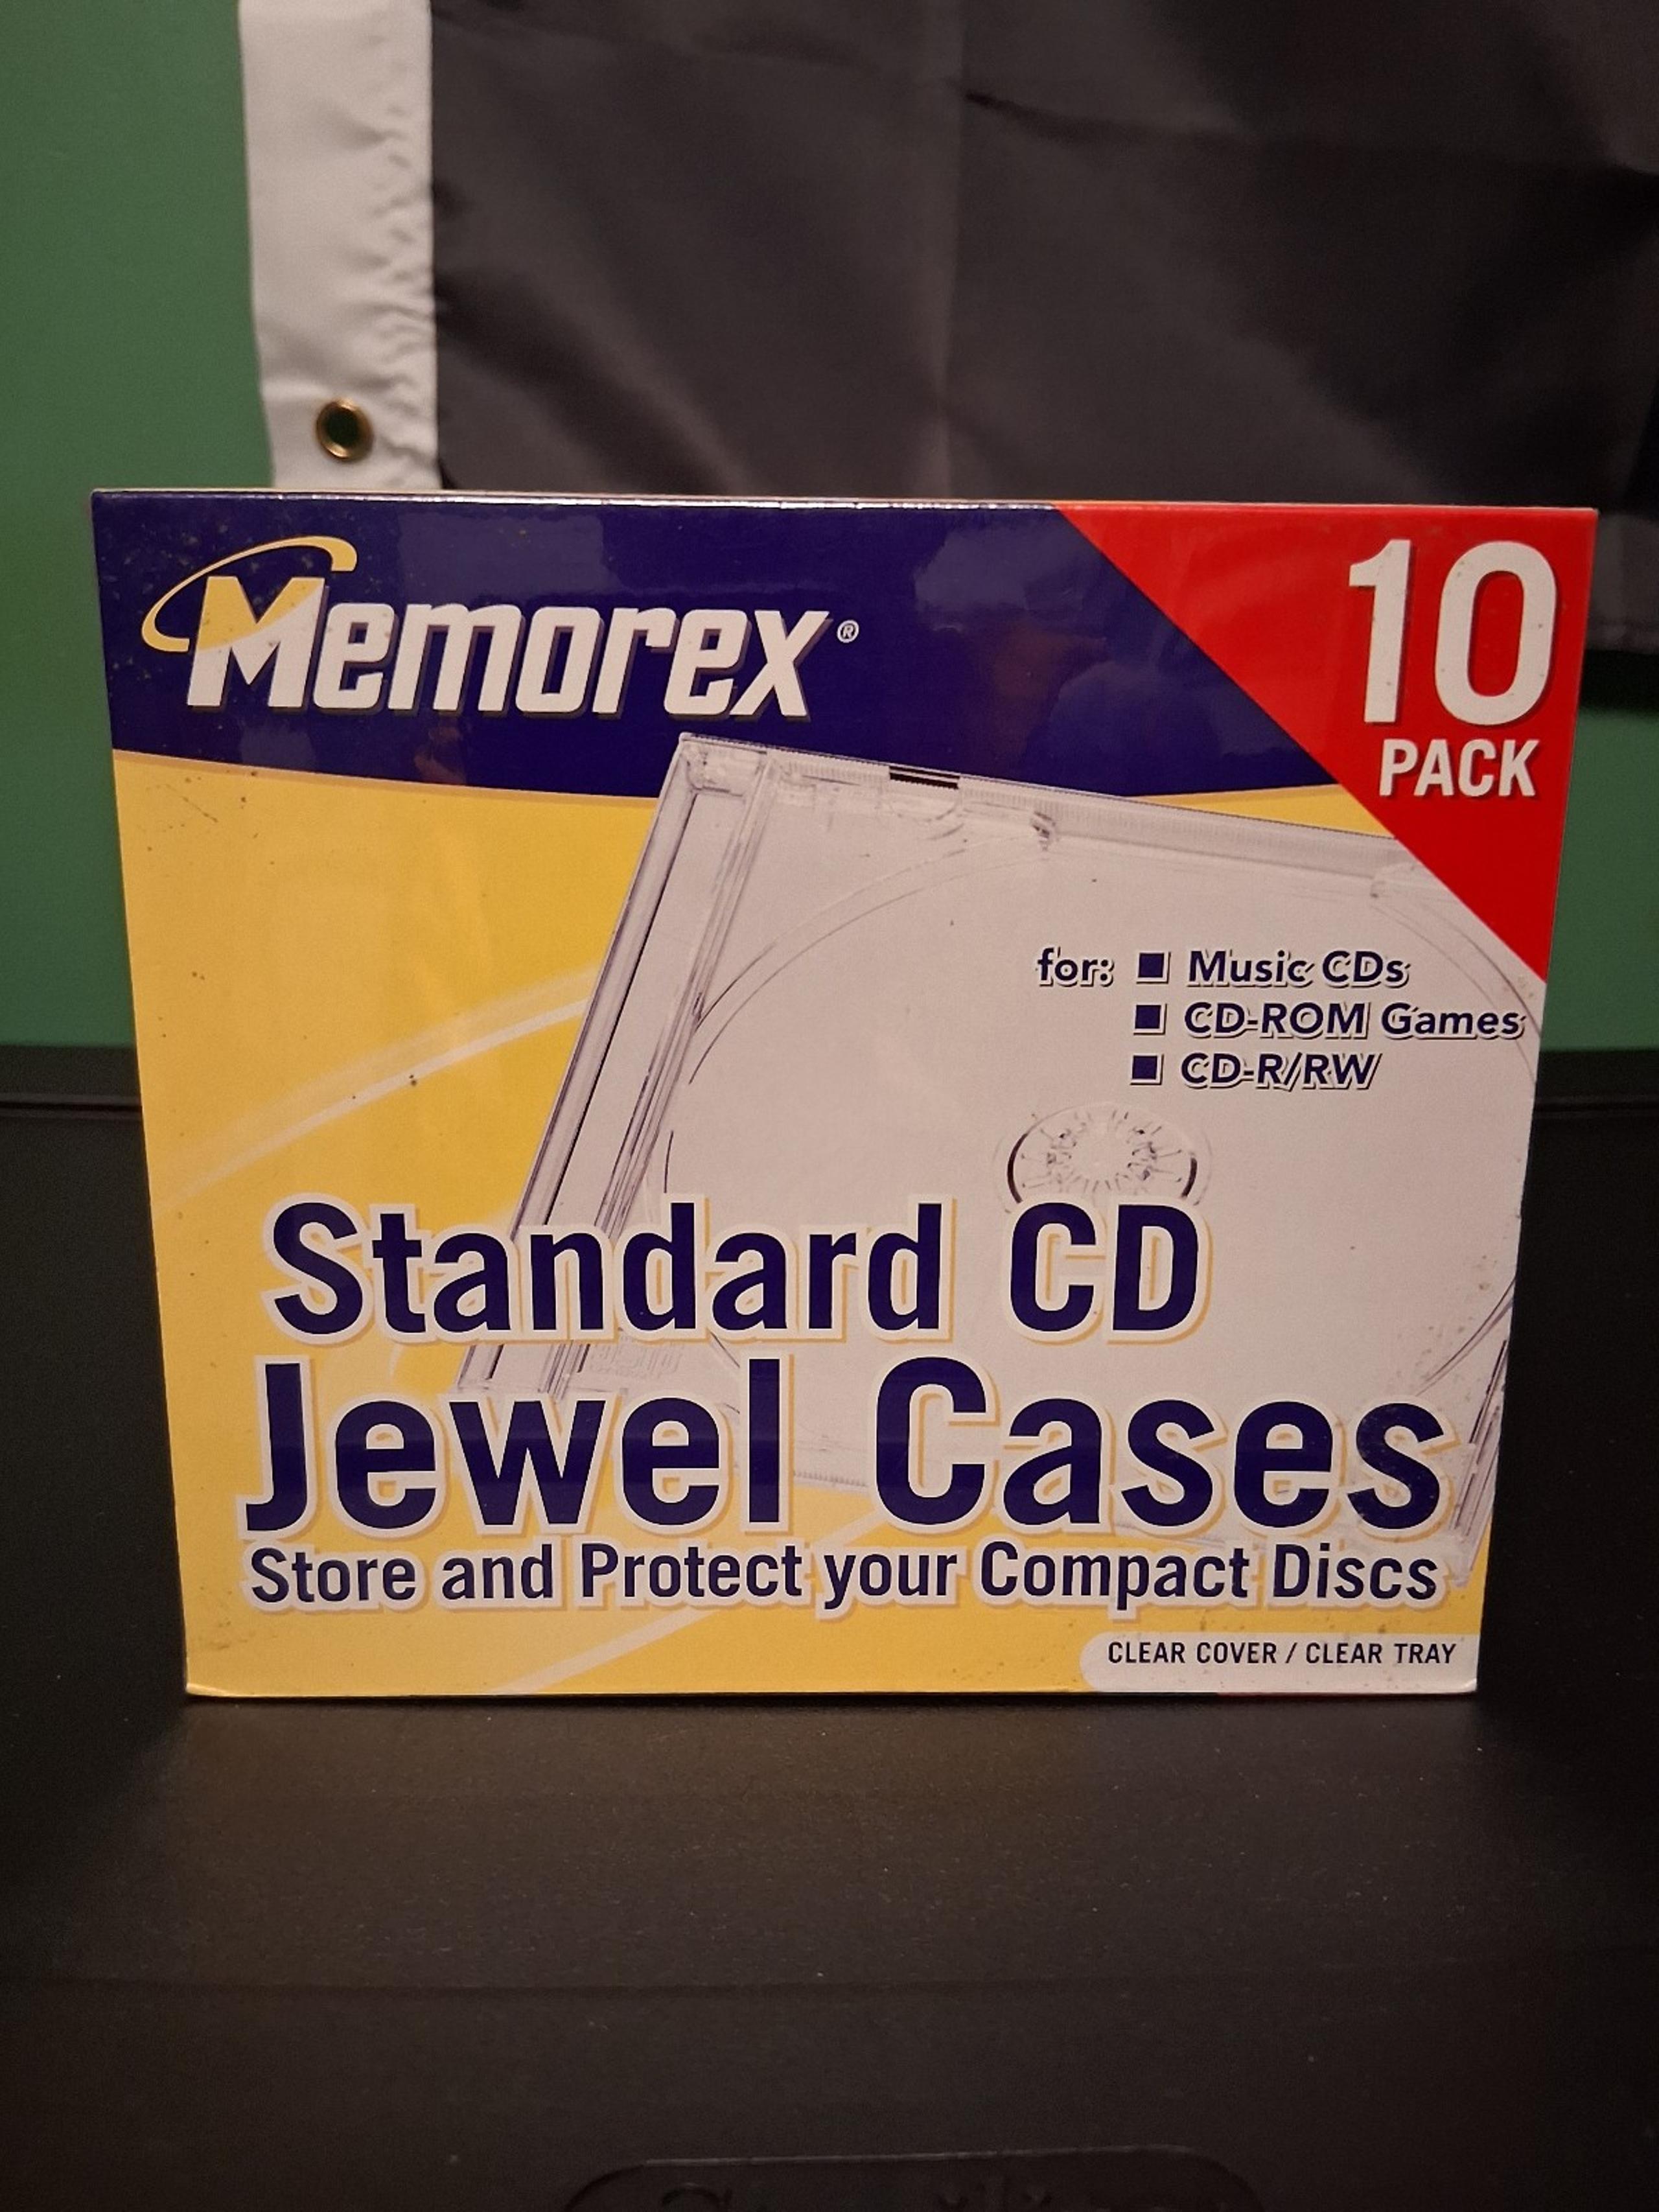 Memorex®
10
PACK
for: ■ Music CDs
■ CD-ROM Games
■ CD-R/RW
Standard CD
Jewel Cases
Store and Protect your Compact Discs
CLEAR COVER / CLEAR TRAY